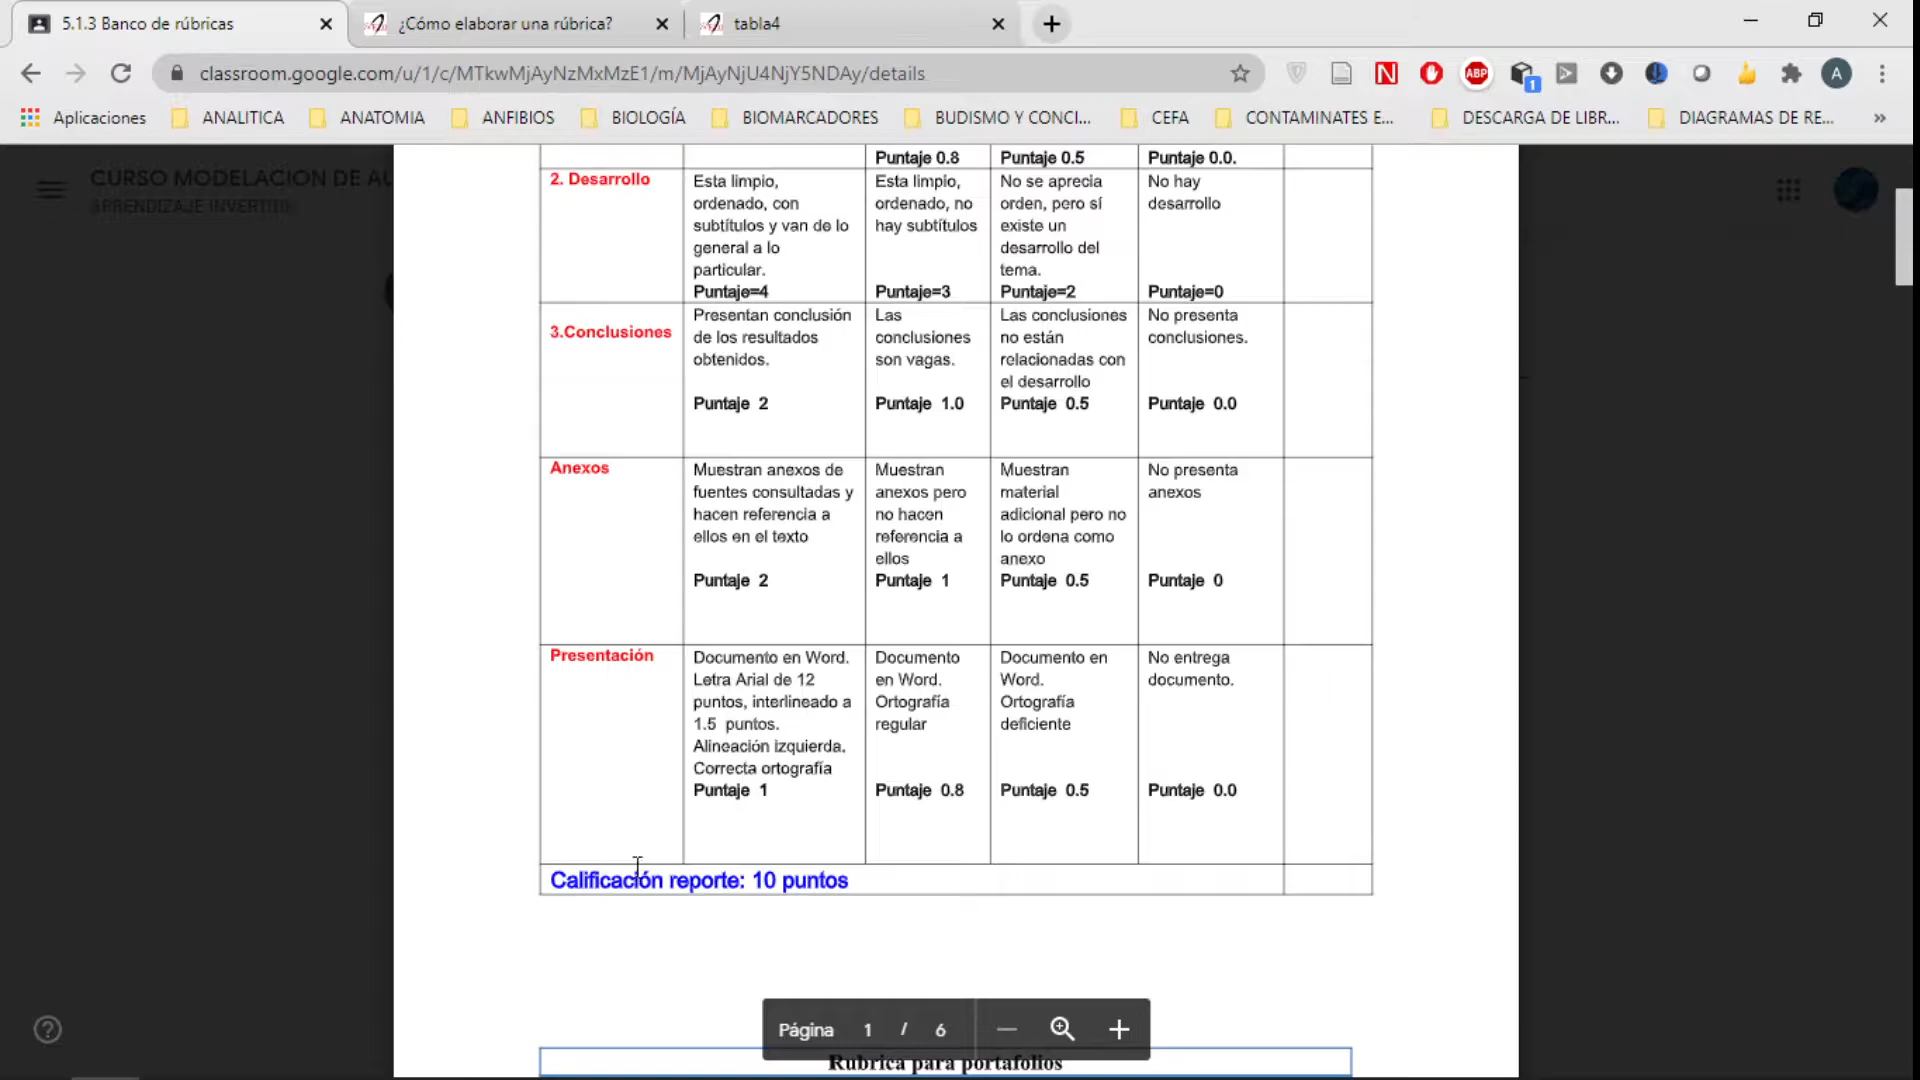 5.1.3 Banco de rúbricas
¿Cómo elaborar una rúbrica?
tabla4
classroom.google.com/u/1/c/MTkwMjAyNzMxMzE1/m/MjAyNjU4NjY5NDAy/details
ABP
1
A
Aplicaciones
ANALITICA
ANATOMIA
ANFIBIOS
BIOLOGÍA
BIOMARCADORES
BUDISMO Y CONCI...
CEFA
CONTAMINATES E...
DESCARGA DE LIBR...
DIAGRAMAS DE RE...
»
CURSO MODELACION DE AU
APRENDIZAJE INVERTIDO
Puntaje 0.8
Puntaje 0.5
Puntaje 0.0.
2. Desarrollo
Esta limpio,
ordenado, con
subtítulos y van de lo
general a lo
particular.
Puntaje=4
Esta limpio,
ordenado, no
hay subtítulos
Puntaje=3
No se aprecia
orden, pero sí
existe un
desarrollo del
tema.
Puntaje=2
No hay
desarrollo
Puntaje=0
3.Conclusiones
Presentan conclusión
de los resultados
obtenidos.
Puntaje 2
Las
conclusiones
son vagas.
Puntaje 1.0
Las conclusiones
no están
relacionadas con
el desarrollo
Puntaje 0.5
No presenta
conclusiones.
Puntaje 0.0
Anexos
Muestran anexos de
fuentes consultadas y
hacen referencia a
ellos en el texto
Puntaje 2
Muestran
anexos pero
no hacen
referencia a
ellos
Puntaje 1
Muestran
material
adicional pero no
lo ordena como
anexo
Puntaje 0.5
No presenta
anexos
Puntaje 0
Presentación
Documento en Word.
Letra Arial de 12
puntos, interlineado a
1.5 puntos.
Alineación izquierda.
Correcta ortografía
Puntaje 1
Documento
en Word.
Ortografía
regular
Puntaje 0.8
Documento en
Word.
Ortografía
deficiente
Puntaje 0.5
No entrega
documento.
Puntaje 0.0
Calificación reporte: 10 puntos
Página 1 / 6
Rubrica para portafolios